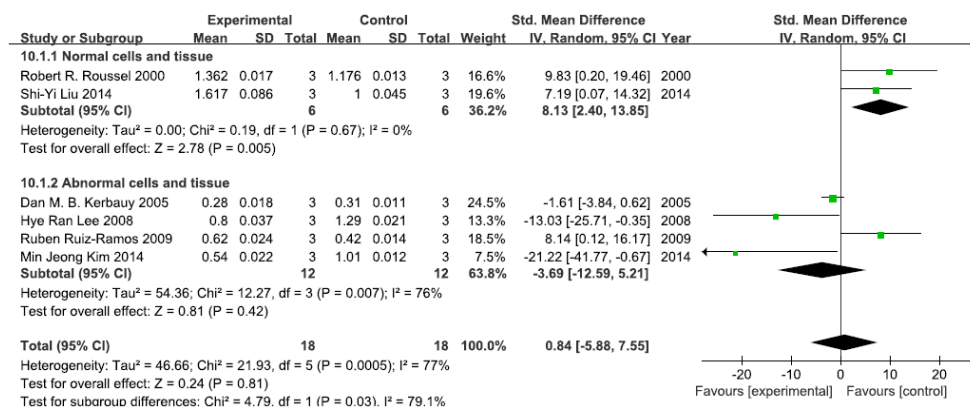 Experimental Control Std. Mean Difference Std. Mean Difference
Study or Subgroup Mean SD Total Mean SD Total Weight IV, Random, 95% CI Year IV, Random, 95% CI
10.1.1 Normal cells and tissue
Robert R. Roussel 2000 1.362 0.017 3 1.176 0.013 3 16.6% 9.83 [0.20, 19.46] 2000
Shi-Yi Liu 2014 1.617 0.086 3 1 0.045 3 19.6% 7.19 [0.07, 14.32] 2014
Subtotal (95% CI) 6 6 36.2% 8.13 [2.40, 13.85]
Heterogeneity: Tau² = 0.00; Chi² = 0.19, df = 1 (P = 0.67); I² = 0%
Test for overall effect: Z = 2.78 (P = 0.005)
10.1.2 Abnormal cells and tissue
Dan M. B. Kerbauy 2005 0.28 0.018 3 0.31 0.011 3 24.5% -1.61 [-3.84, 0.62] 2005
Hye Ran Lee 2008 0.8 0.037 3 1.29 0.021 3 13.3% -13.03 [-25.71, -0.35] 2008
Ruben Ruiz-Ramos 2009 0.62 0.024 3 0.42 0.014 3 18.5% 8.14 [0.12, 16.17] 2009
Min Jeong Kim 2014 0.54 0.022 3 1.01 0.012 3 7.5% -21.22 [-41.77, -0.67] 2014
Subtotal (95% CI) 12 12 63.8% -3.69 [-12.59, 5.21]
Heterogeneity: Tau² = 54.36; Chi² = 12.27, df = 3 (P = 0.007); I² = 76%
Test for overall effect: Z = 0.81 (P = 0.42)
Total (95% CI) 18 18 100.0% 0.84 [-5.88, 7.55]
Heterogeneity: Tau² = 46.66; Chi² = 21.93, df = 5 (P = 0.0005); I² = 77%
Test for overall effect: Z = 0.24 (P = 0.81)
Test for subgroup differences: Chi² = 4.79, df = 1 (P = 0.03), I² = 79.1%
-20 -10 0 10 20
Favours [experimental] Favours [control]